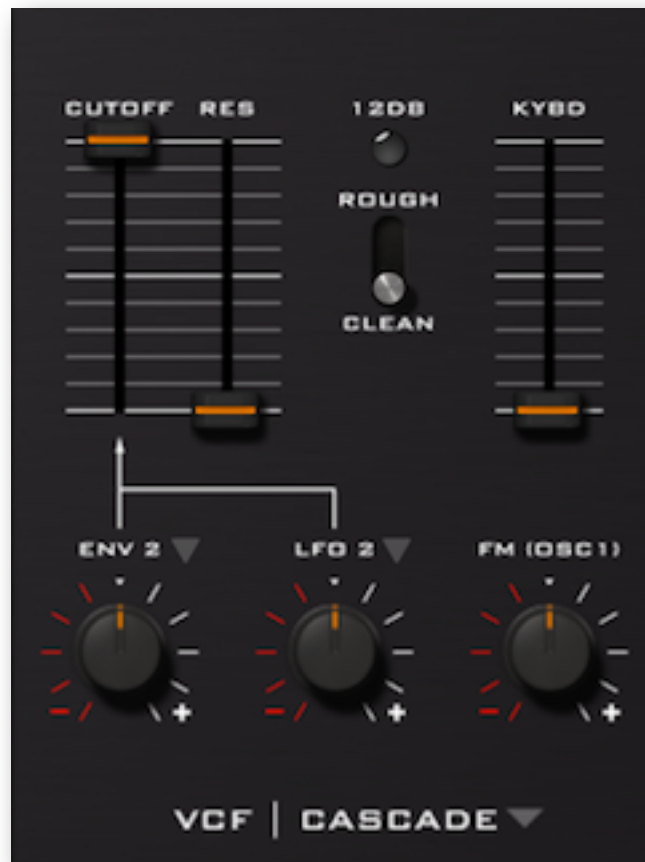 CUTOFF RES 12DB KYBD
ROUGH
CLEAN
ENV 2 LFO 2 FM (OSC1)
VCF | CASCADE